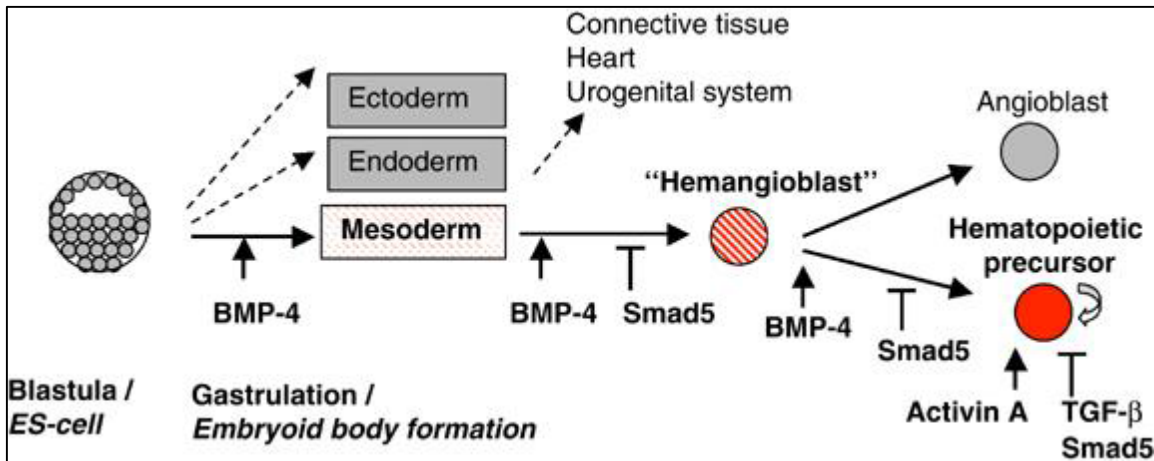 Connective tissue
Heart
Urogenital system
Ectoderm
Endoderm
Mesoderm
"Hemangioblast"
Angioblast
Hematopoietic
precursor
BMP-4
BMP-4
Smad5
BMP-4
Smad5
Activin A
TGF-β
Smad5
Blastula /
ES-cell
Gastrulation /
Embryoid body formation